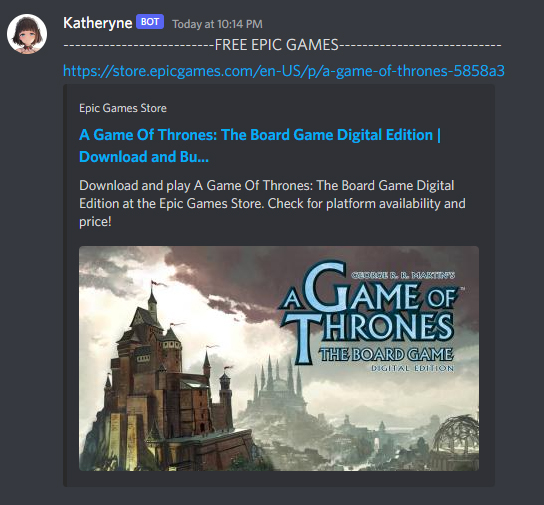 Katheryne BOT Today at 10:14 PM
--------------------------FREE EPIC GAMES----------------------------
https://store.epicgames.com/en-US/p/a-game-of-thrones-5858a3
Epic Games Store
A Game Of Thrones: The Board Game Digital Edition |
Download and Bu...
Download and play A Game Of Thrones: The Board Game Digital
Edition at the Epic Games Store. Check for platform availability and
price!
GEORGE R. R. MARTIN'S
A GAME OF
THRONES™
THE BOARD GAME
DIGITAL EDITION